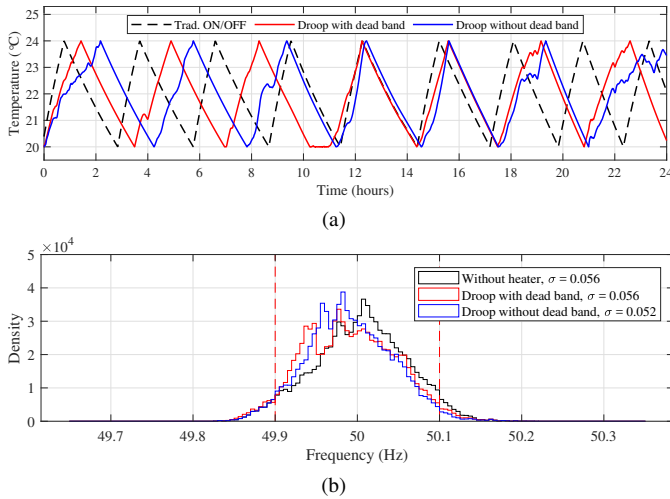 Trad. ON/OFF Droop with dead band Droop without dead band
Temperature (°C)
25
24
23
22
21
20
19
0 2 4 6 8 10 12 14 16 18 20 22 24
Time (hours)
(a)
×10⁴
Density
5
4
3
2
1
0
Without heater, σ = 0.056
Droop with dead band, σ = 0.056
Droop without dead band, σ = 0.052
49.7 49.8 49.9 50 50.1 50.2 50.3
Frequency (Hz)
(b)